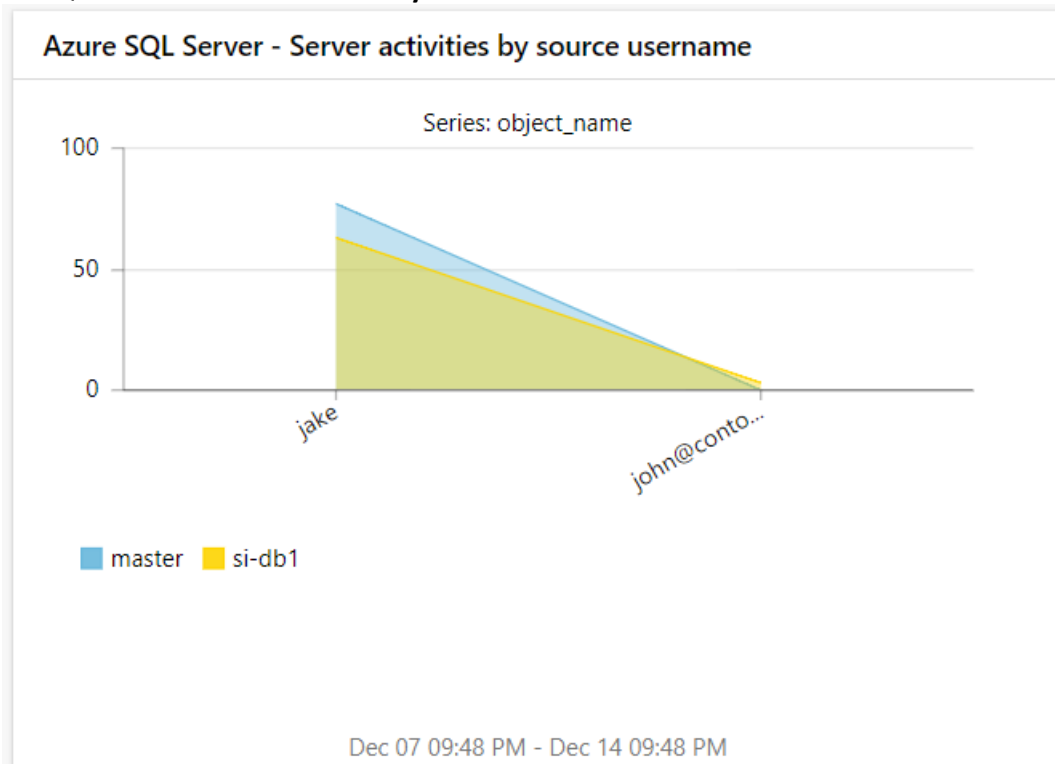 Azure SQL Server - Server activities by source username
Series: object_name
100
50
0
jake
john@conto...
master
si-db1
Dec 07 09:48 PM - Dec 14 09:48 PM